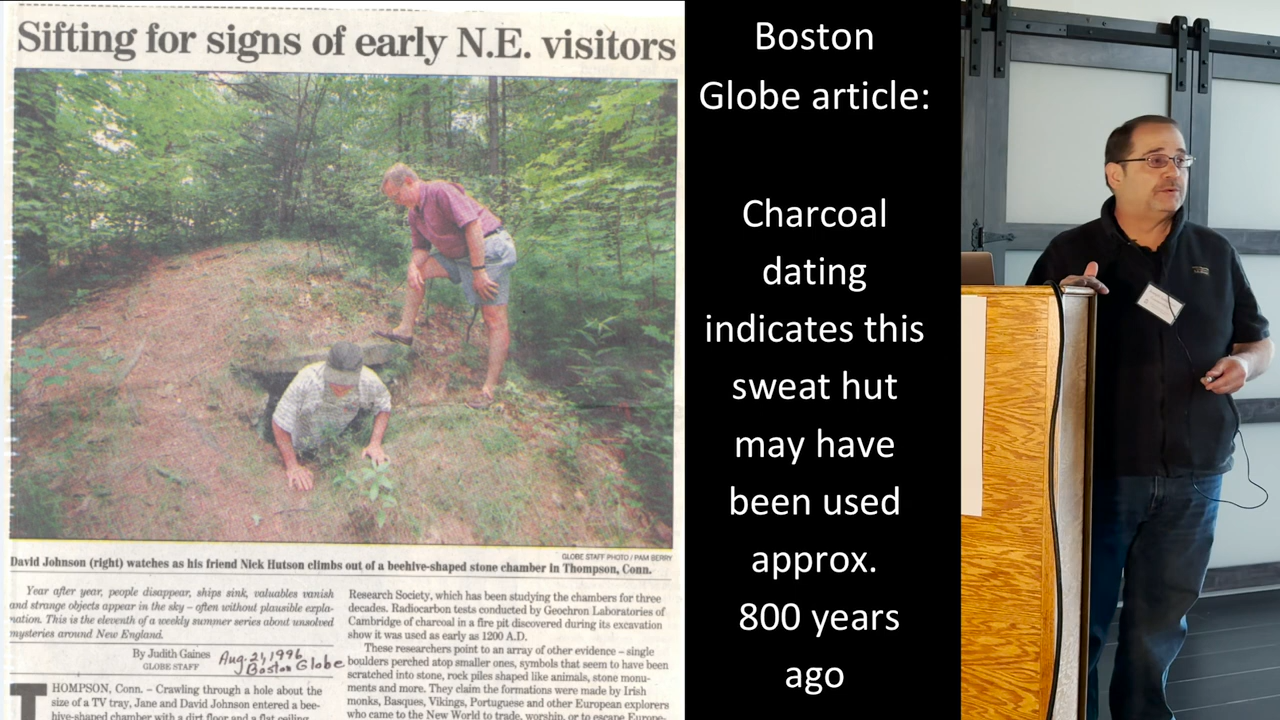 Sifting for signs of early N.E. visitors
GLOBE STAFF PHOTO / PAM BERRY
David Johnson (right) watches as his friend Nick Hutson climbs out of a beehive-shaped stone chamber in Thompson, Conn.
Year after year, people disappear, ships sink, valuables vanish
and strange objects appear in the sky – often without plausible expla-
nation. This is the eleventh of a weekly summer series about unsolved
mysteries around New England.
By Judith Gaines
GLOBE STAFF
Aug. 21, 1996
Boston Globe
THOMPSON, Conn. – Crawling through a hole about the
size of a TV tray, Jane and David Johnson entered a bee-
hive-shaped chamber with a dirt floor and a flat ceiling
Research Society, which has been studying the chambers for three
decades. Radiocarbon tests conducted by Geochron Laboratories of
Cambridge of charcoal in a fire pit discovered during its excavation
show it was used as early as 1200 A.D.
These researchers point to an array of other evidence – single
boulders perched atop smaller ones, symbols that seem to have been
scratched into stone, rock piles shaped like animals, stone monu-
ments and more. They claim the formations were made by Irish
monks, Basques, Vikings, Portuguese and other European explorers
who came to the New World to trade, worship, or to escape Europe-
Boston
Globe article:
Charcoal
dating
indicates this
sweat hut
may have
been used
approx.
800 years
ago